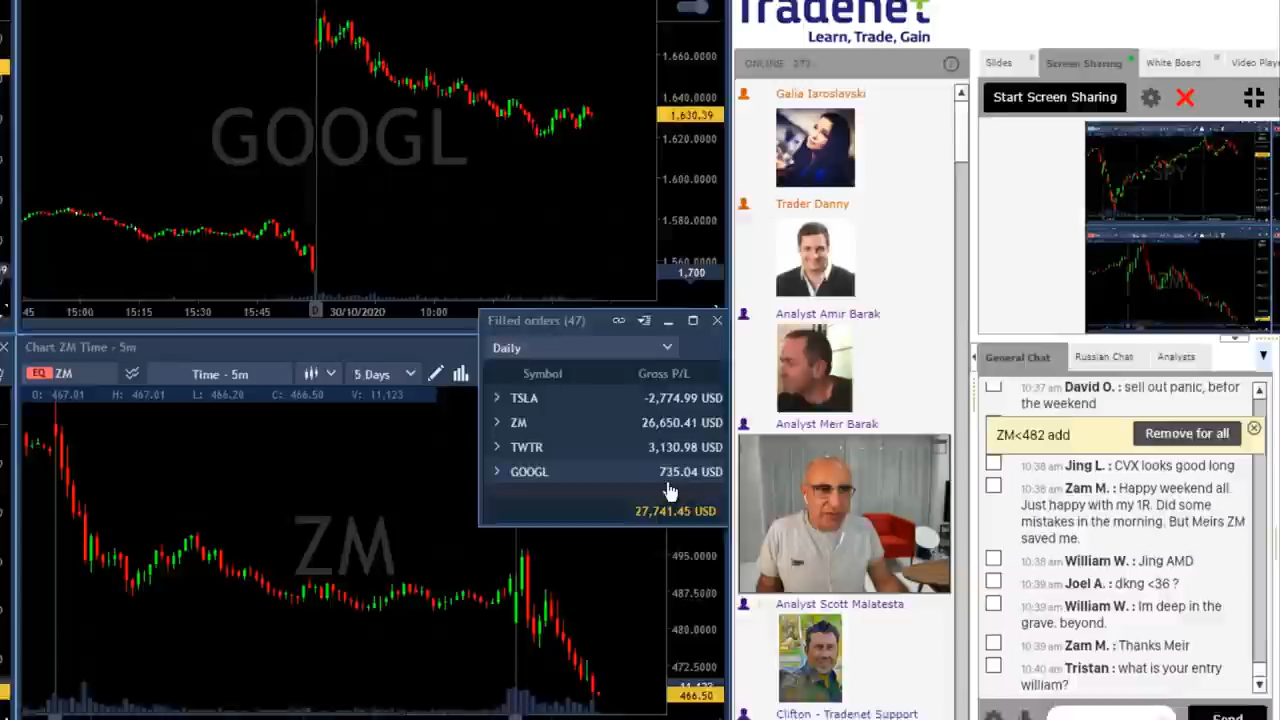 GOOGL
1.660.0000
1.640.0000
1.630.39
1.620.0000
1.600.0000
1.580.0000
1.560.0000
1,700
:45
15:00
15:15
15:30
15:45
D
30/10/2020
10:00
Chart ZM Time - 5m
EQ
ZM
Time - 5m
5 Days
O: 467.01
H: 467.01
L: 466.20
C: 466.50
V: 11,123
ZM
495.0000
487.5000
480.0000
472.5000
466.50
Filled orders (47)
Daily
Symbol
Gross P/L
TSLA
-2,774.99 USD
ZM
26,650.41 USD
TWTR
3,130.98 USD
GOOGL
735.04 USD
27,741.45 USD
Tradenet
Learn, Trade, Gain
ONLINE 373
Galia Iaroslavski
Trader Danny
Analyst Amir Barak
Analyst Meir Barak
Analyst Scott Malatesta
Clifton - Tradenet Support
Slides
Screen Sharing
White Board
Video Playe
Start Screen Sharing
SPY
ZM
General Chat
Russian Chat
Analysts
10:37 am David O. : sell out panic, befor
the weekend
ZM<482 add
Remove for all
10:38 am Jing L. : CVX looks good long
10:38 am Zam M. : Happy weekend all.
Just happy with my 1R. Did some
mistakes in the morning. But Meirs ZM
saved me.
10:38 am William W. : Jing AMD
10:39 am Joel A. : dkng <36 ?
10:39 am William W. : Im deep in the
grave. beyond.
10:39 am Zam M. : Thanks Meir
10:40 am Tristan : what is your entry
william?
Send